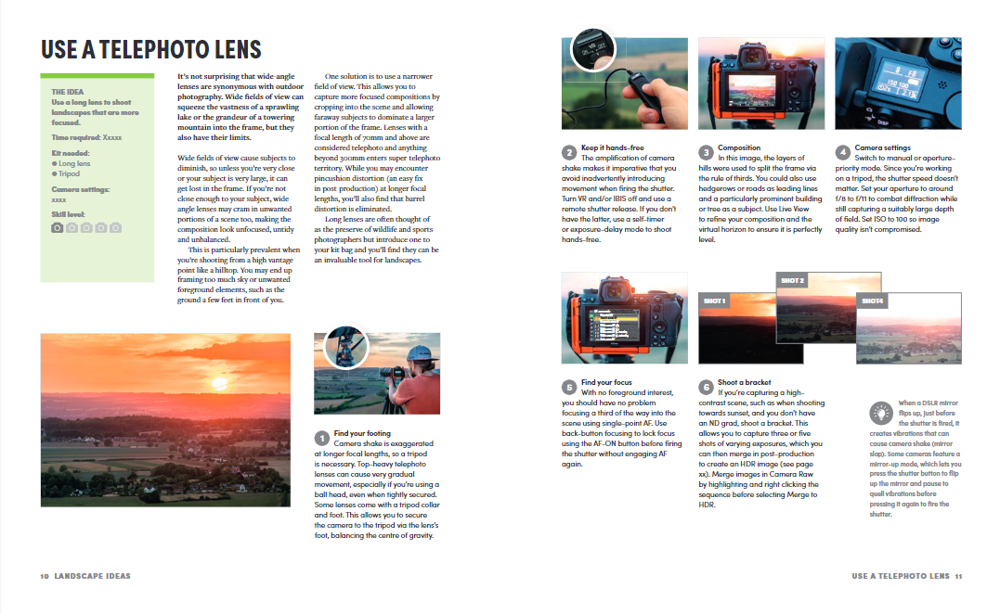 USE A TELEPHOTO LENS
THE IDEA
Use a long lens to shoot
landscapes that are more
focused.
Time required: Xxxxx
Kit needed:
● Long lens
● Tripod
Camera settings:
xxxx
Skill level:
It's not surprising that wide-angle
lenses are synonymous with outdoor
photography. Wide fields of view can
squeeze the vastness of a sprawling
lake or the grandeur of a towering
mountain into the frame, but they
also have their limits.
Wide fields of view cause subjects to
diminish, so unless you're very close
or your subject is very large, it can
get lost in the frame. If you're not
close enough to your subject, wide
angle lenses may cram in unwanted
portions of a scene too, making the
composition look unfocused, untidy
and unbalanced.
This is particularly prevalent when
you're shooting from a high vantage
point like a hilltop. You may end up
framing too much sky or unwanted
foreground elements, such as the
ground a few feet in front of you.
One solution is to use a narrower
field of view. This allows you to
capture more focused compositions by
cropping into the scene and allowing
faraway subjects to dominate a larger
portion of the frame. Lenses with a
focal length of 70mm and above are
considered telephoto and anything
beyond 300mm enters super telephoto
territory. While you may encounter
pincushion distortion (an easy fix
in post production) at longer focal
lengths, you'll also find that barrel
distortion is eliminated.
Long lenses are often thought of
as the preserve of wildlife and sports
photographers but introduce one to
your kit bag and you'll find they can be
an invaluable tool for landscapes.
1 Find your footing
Camera shake is exaggerated
at longer focal lengths, so a tripod
is necessary. Top-heavy telephoto
lenses can cause very gradual
movement, especially if you're using a
ball head, even when tightly secured.
Some lenses come with a tripod collar
and foot. This allows you to secure
the camera to the tripod via the lens's
foot, balancing the centre of gravity.
10 LANDSCAPE IDEAS
VR
ON
OFF
8 F8
ISO 100
DISP
2 Keep it hands-free
The amplification of camera
shake makes it imperative that you
avoid inadvertently introducing
movement when firing the shutter.
Turn VR and/or IBIS off and use a
remote shutter release. If you don't
have the latter, use a self-timer
or exposure-delay mode to shoot
hands-free.
3 Composition
In this image, the layers of
hills were used to split the frame via
the rule of thirds. You could also use
hedgerows or roads as leading lines
and a particularly prominent building
or tree as a subject. Use Live View
to refine your composition and the
virtual horizon to ensure it is perfectly
level.
4 Camera settings
Switch to manual or aperture-
priority mode. Since you're working
on a tripod, the shutter speed doesn't
matter. Set your aperture to around
f/8 to f/11 to combat diffraction while
still capturing a suitably large depth
of field. Set ISO to 100 so image
quality isn't compromised.
SHOT 1
SHOT 2
SHOT4
5 Find your focus
With no foreground interest,
you should have no problem
focusing a third of the way into the
scene using single-point AF. Use
back-button focusing to lock focus
using the AF-ON button before firing
the shutter without engaging AF
again.
6 Shoot a bracket
If you're capturing a high-
contrast scene, such as when shooting
towards sunset, and you don't have
an ND grad, shoot a bracket. This
allows you to capture three or five
shots of varying exposures, which you
can then merge in post-production
to create an HDR image (see page
xx). Merge images in Camera Raw
by highlighting and right clicking the
sequence before selecting Merge to
HDR.
When a DSLR mirror
flips up, just before
the shutter is fired, it
creates vibrations that can
cause camera shake (mirror
slap). Some cameras feature a
mirror-up mode, which lets you
press the shutter button to flip
up the mirror and pause to
quell vibrations before
pressing it again to fire the
shutter.
USE A TELEPHOTO LENS 11